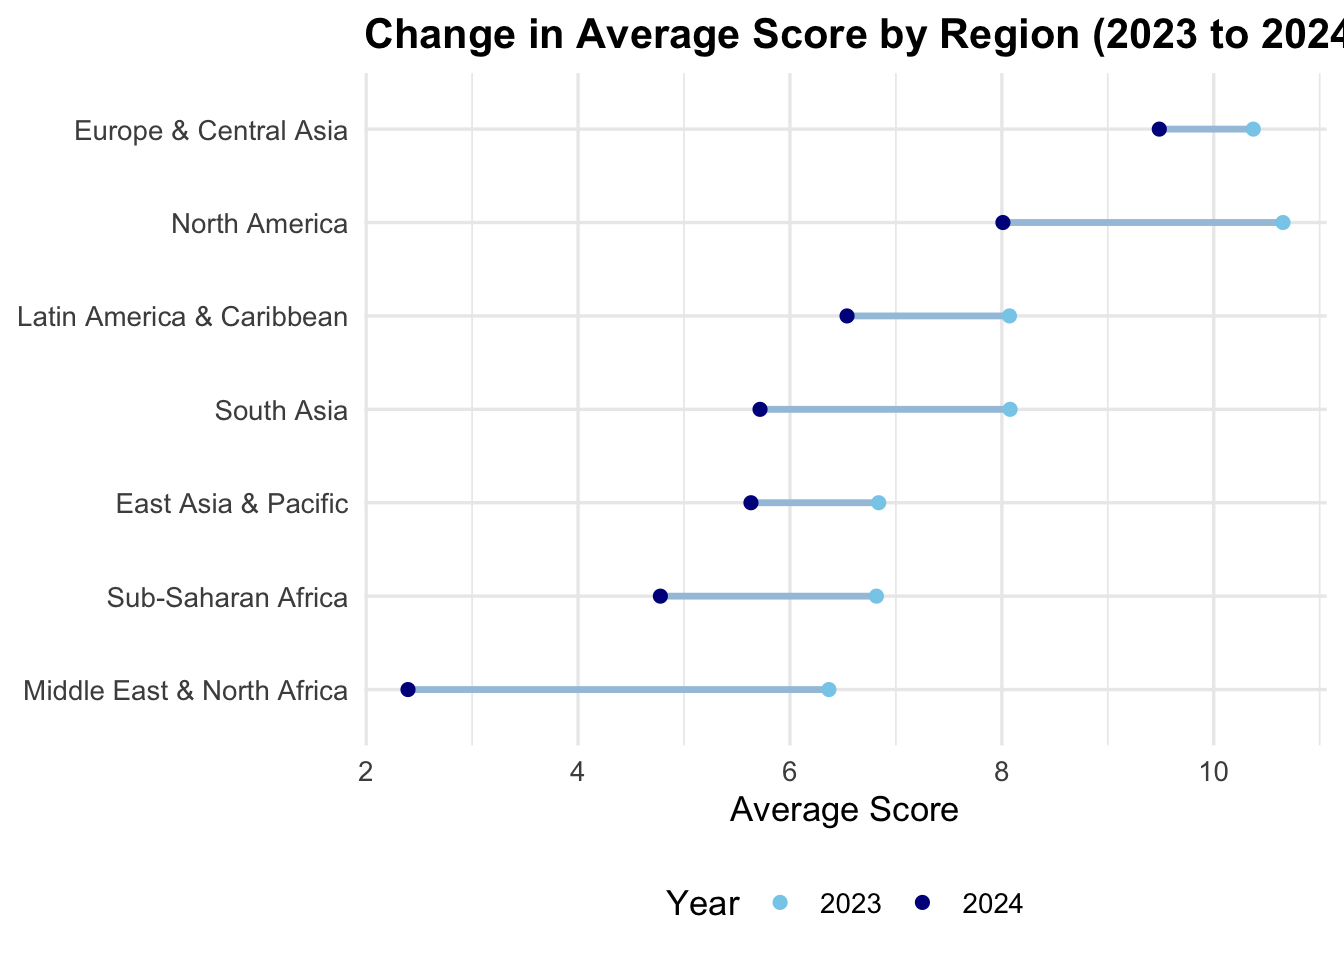 Change in Average Score by Region (2023 to 2024
Europe & Central Asia
North America
Latin America & Caribbean
South Asia
East Asia & Pacific
Sub-Saharan Africa
Middle East & North Africa
2 4 6 8 10
Average Score
Year 2023 2024